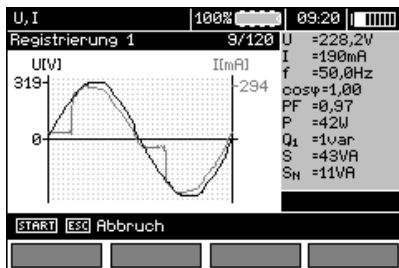 U,I 100% 09:20
Registrierung 1 9/120
U[V] I[mA]
319
294
0
U =228,2V
I =190mA
f =50,0Hz
cosφ=1,00
PF =0,97
P =42W
Q₁ =1var
S =43VA
Sɴ =11VA
START ESC Abbruch